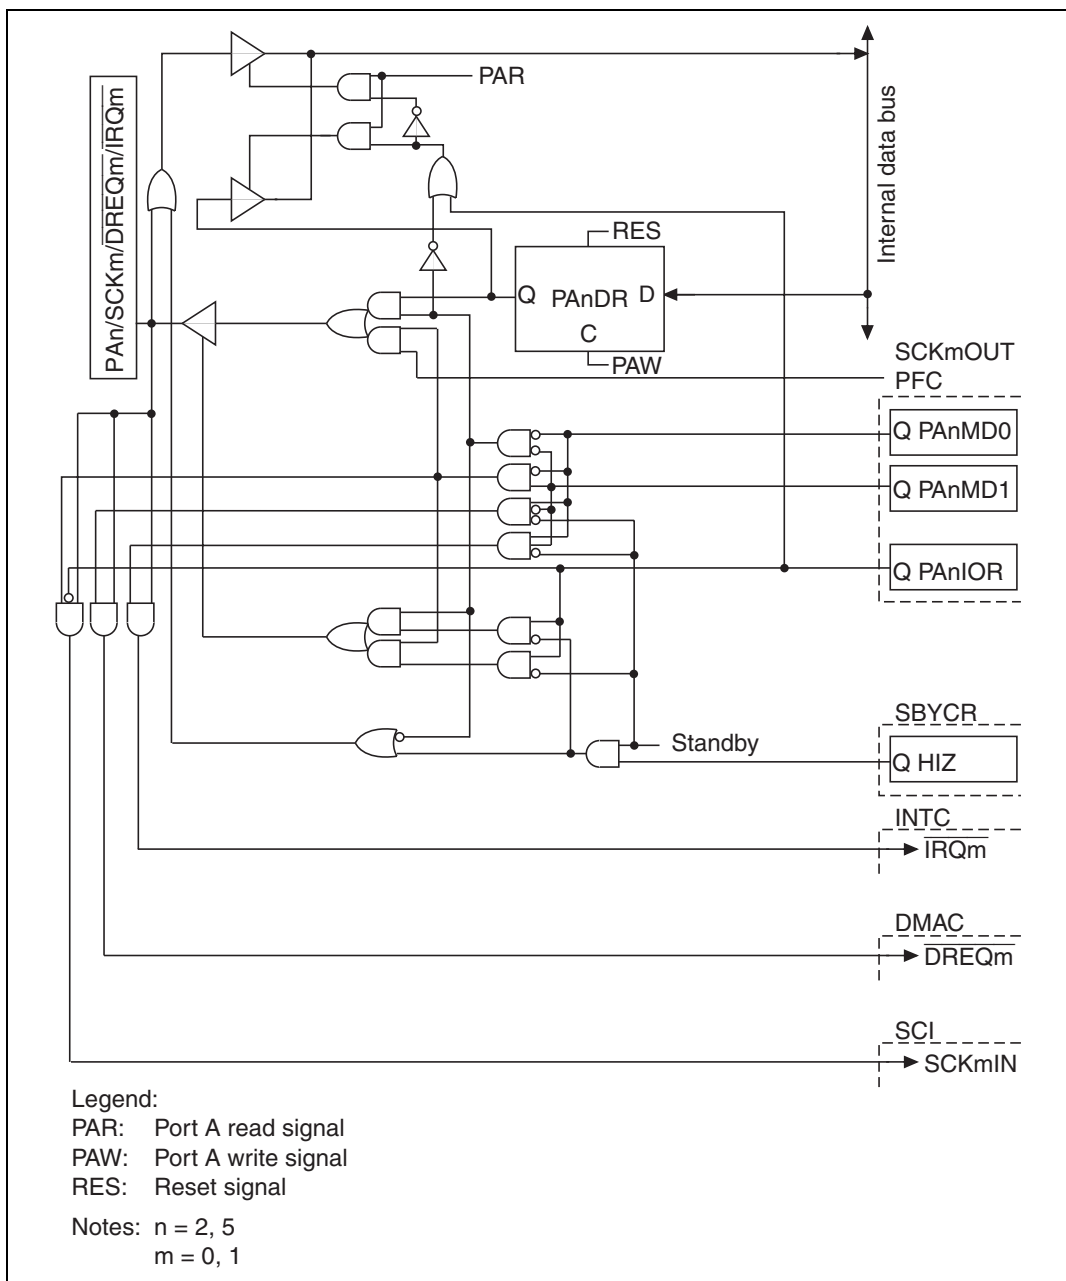 PAR
PAn/SCKm/DREQm/IRQm
Internal data bus
RES
Q PAnDR D
C
PAW
SCKmOUT
PFC
Q PAnMD0
Q PAnMD1
Q PAnIOR
SBYCR
Standby
Q HIZ
INTC
IRQm
DMAC
DREQm
SCI
SCKmIN
Legend:
PAR: Port A read signal
PAW: Port A write signal
RES: Reset signal
Notes: n = 2, 5
m = 0, 1